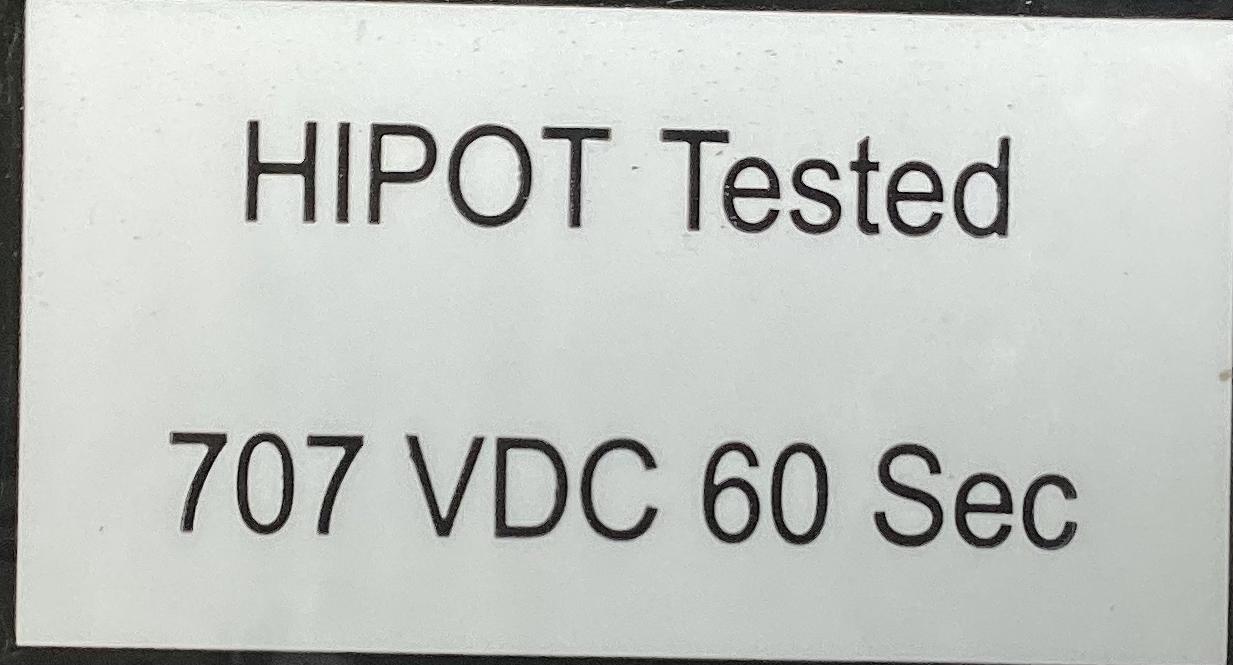 HIPOT Tested
707 VDC 60 Sec